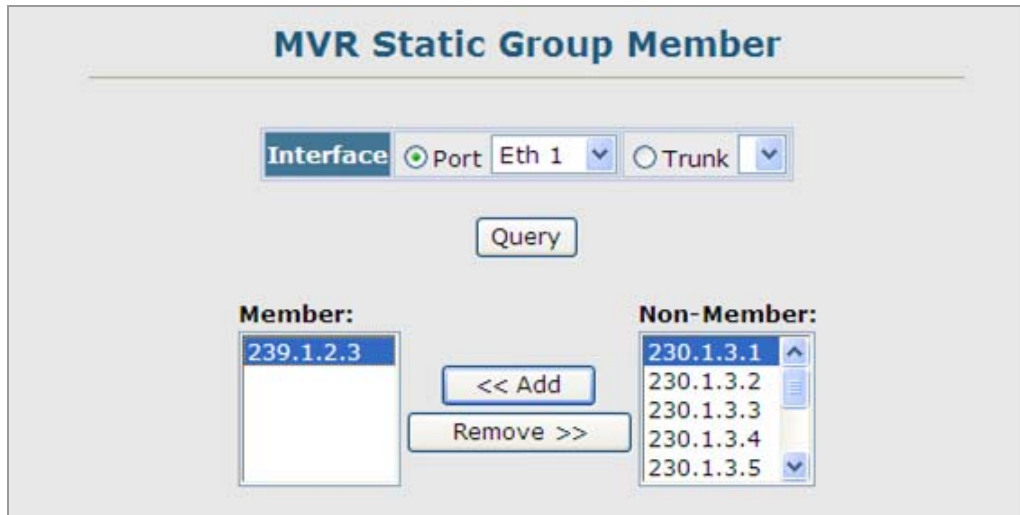 MVR Static Group Member
Interface Port Eth 1 Trunk
Query
Member:
239.1.2.3
<< Add
Remove >>
Non-Member:
230.1.3.1
230.1.3.2
230.1.3.3
230.1.3.4
230.1.3.5